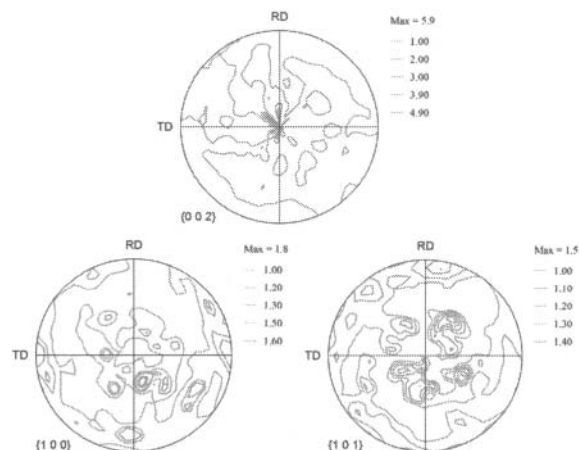 RD
Max = 5.9
1.00
2.00
3.00
3.90
4.90
TD
{0 0 2}
RD
Max = 1.8
1.00
1.20
1.30
1.50
1.60
TD
{1 0 0}
RD
Max = 1.5
1.00
1.10
1.20
1.30
1.40
TD
{1 0 1}